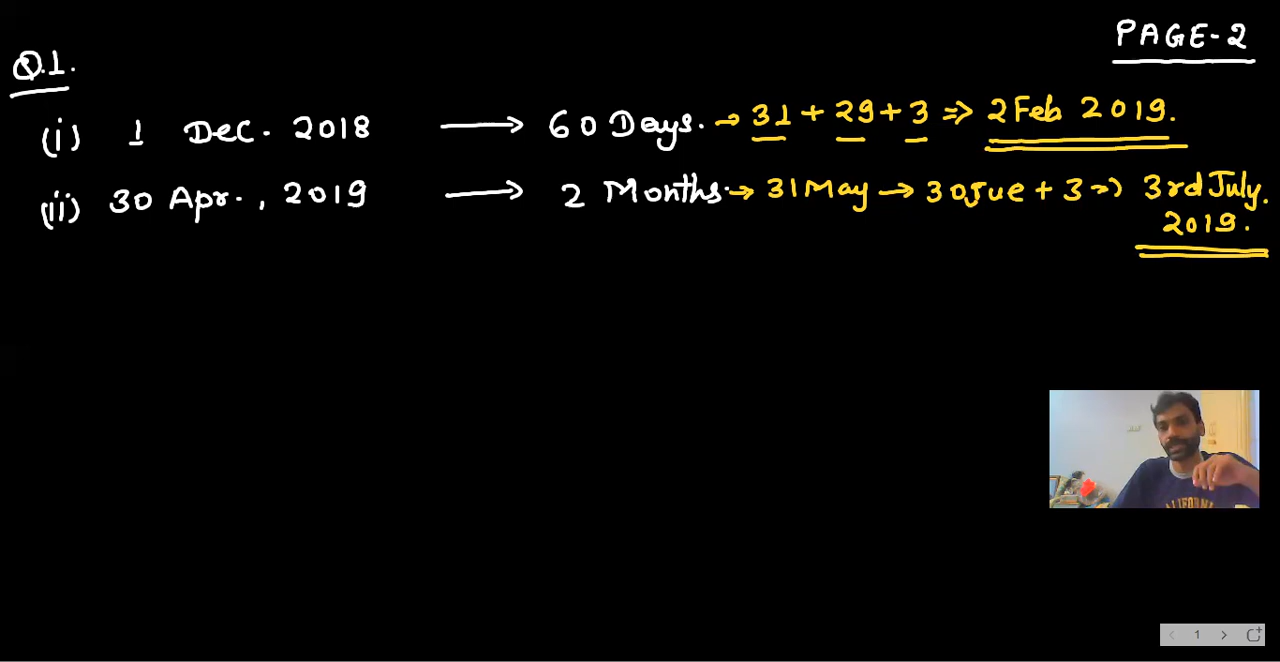 PAGE-2
Q.1.
(i) 1 Dec. 2018 → 60 Days. → 31 + 29 + 3 => 2 Feb 2019.
(ii) 30 Apr., 2019 → 2 Months. → 31 May → 30 Jue + 3 => 3rd July.
2019.
1